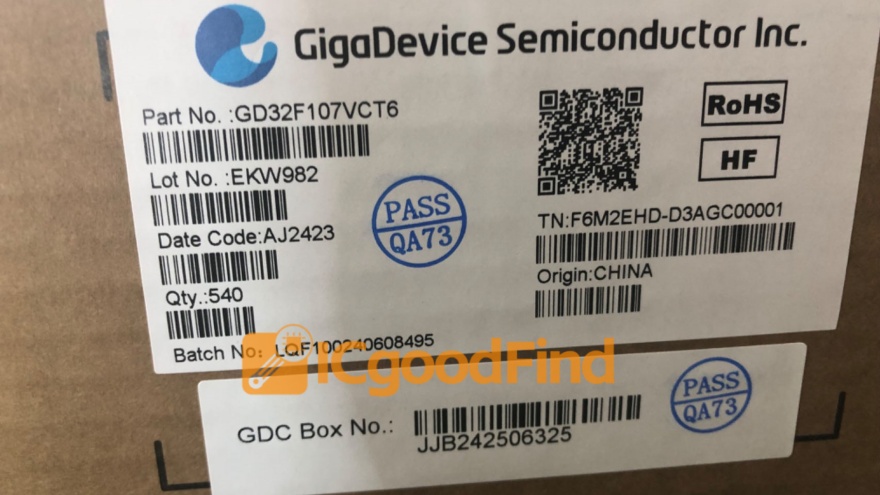 GigaDevice Semiconductor Inc.
Part No. :GD32F107VCT6
RoHS
HF
Lot No. :EKW982
PASS
QA73
TN:F6M2EHD-D3AGC00001
Date Code:AJ2423
Origin:CHINA
Qty.:540
Batch No: LQF100240608495
ICgoodFind
GDC Box No.:
JJB242506325
PASS
QA73